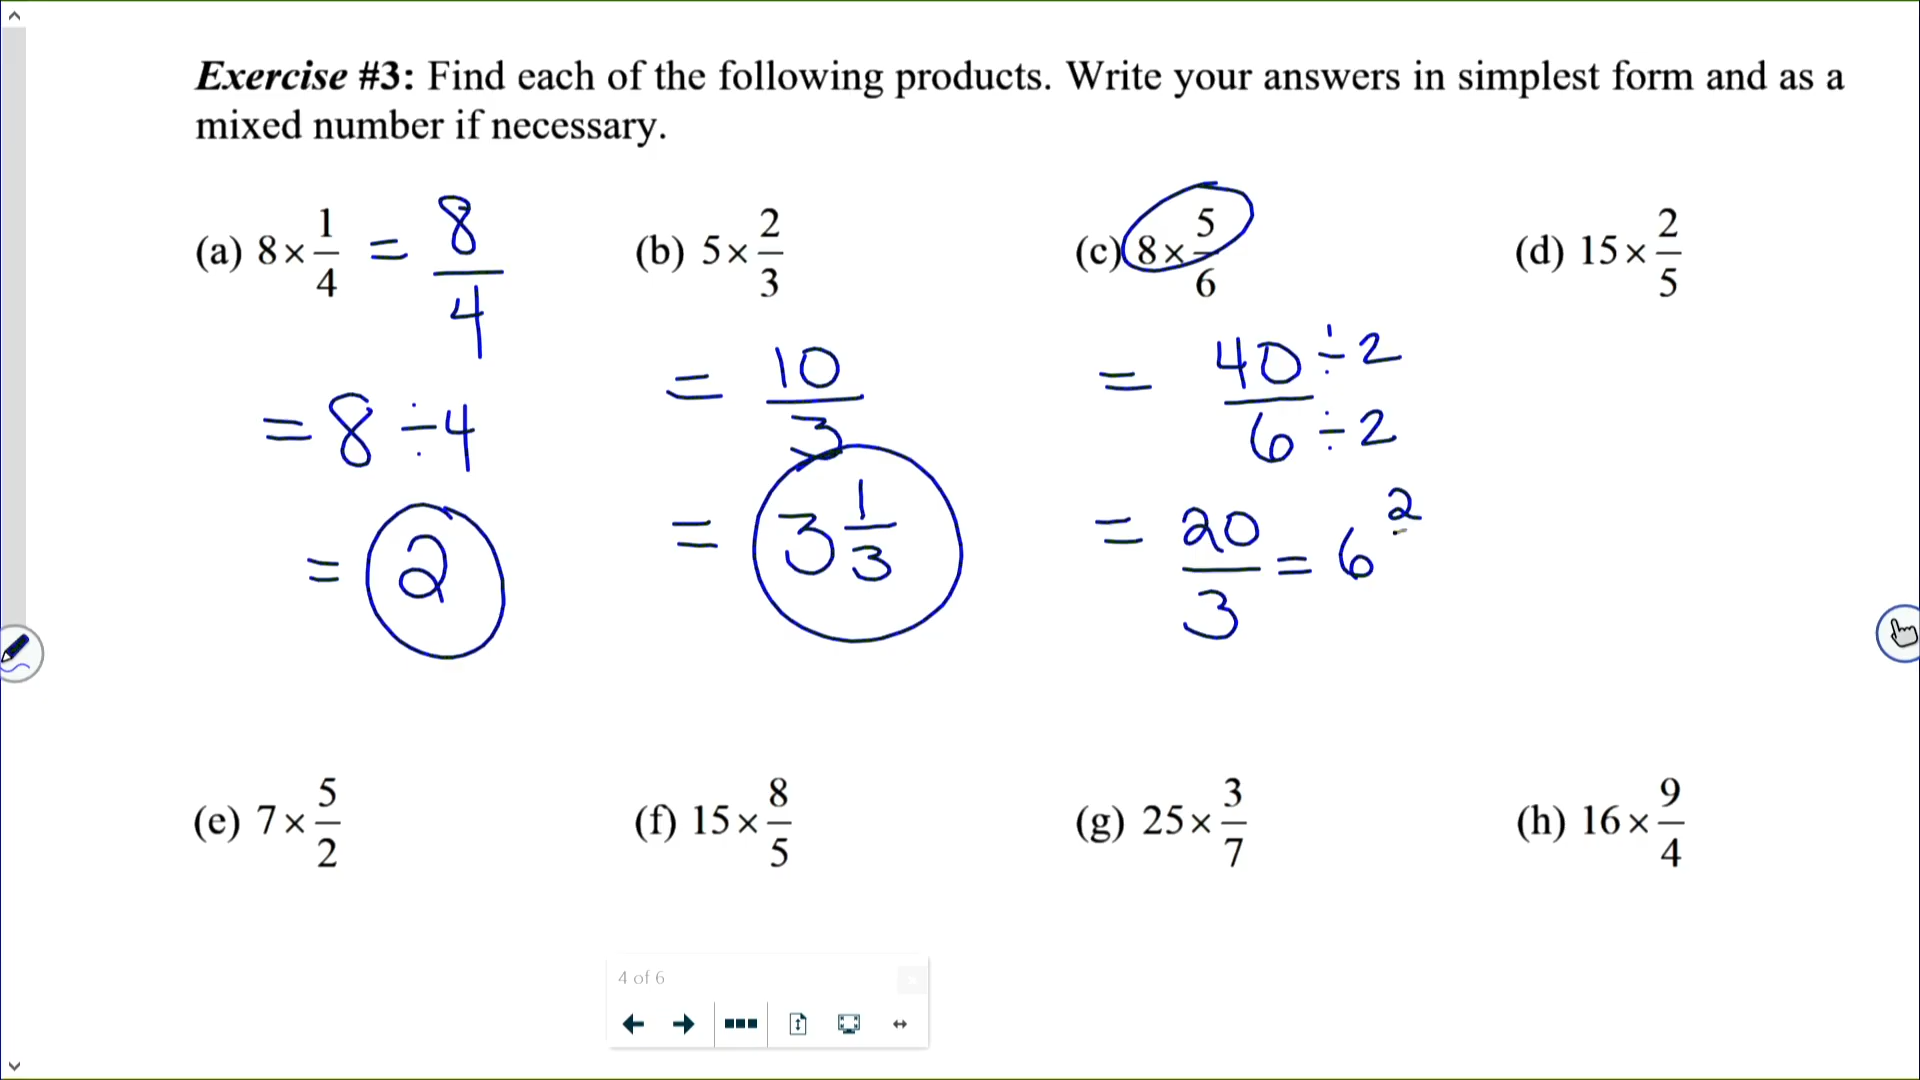 Exercise #3: Find each of the following products. Write your answers in simplest form and as a
mixed number if necessary.
(a) 8 × 1/4 = 8/4
= 8 ÷ 4
= 2
(b) 5 × 2/3
= 10/3
= 3 1/3
(c) 8 × 5/6
= 40 ÷ 2 / 6 ÷ 2
= 20/3 = 6 2
(d) 15 × 2/5
(e) 7 × 5/2
(f) 15 × 8/5
(g) 25 × 3/7
(h) 16 × 9/4
4 of 6